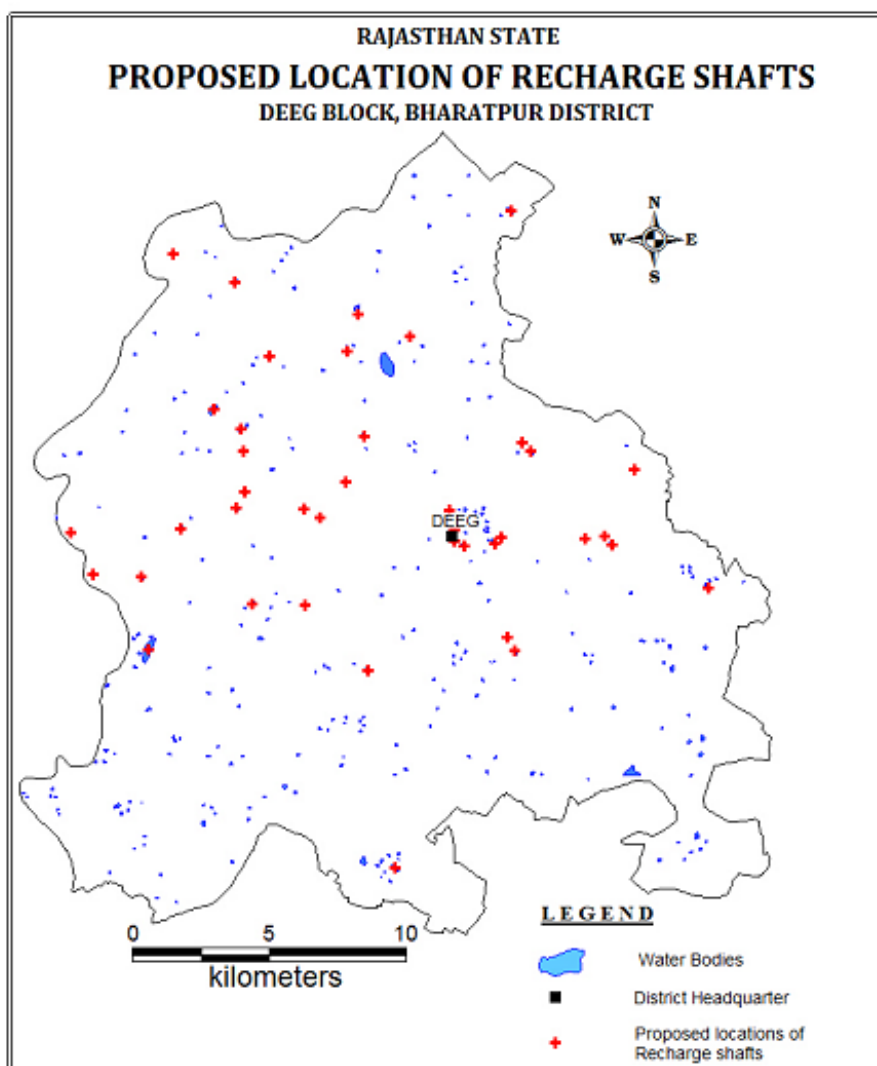 RAJASTHAN STATE
PROPOSED LOCATION OF RECHARGE SHAFTS
DEEG BLOCK, BHARATPUR DISTRICT
N
W E
S
DEEG
LEGEND
0 5 10
kilometers
Water Bodies
District Headquarter
Proposed locations of
Recharge shafts